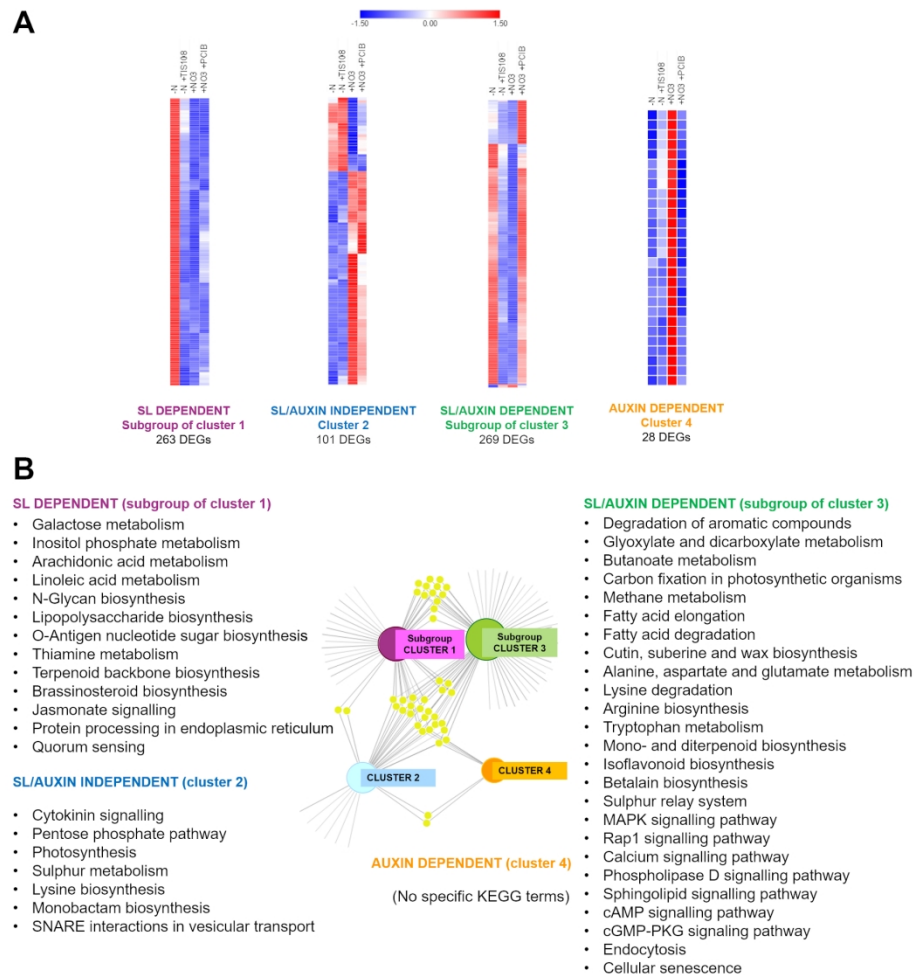 A
-1.50 0.00 1.50
-N
-N +TIS108
+NO3
+NO3 +PCIB
-N
-N +TIS108
+NO3
+NO3 +PCIB
-N
-N +TIS108
+NO3
+NO3 +PCIB
-N
-N +TIS108
+NO3
+NO3 +PCIB
SL DEPENDENT
Subgroup of cluster 1
263 DEGs
SL/AUXIN INDEPENDENT
Cluster 2
101 DEGs
SL/AUXIN DEPENDENT
Subgroup of cluster 3
269 DEGs
AUXIN DEPENDENT
Cluster 4
28 DEGs
B
SL DEPENDENT (subgroup of cluster 1)
• Galactose metabolism
• Inositol phosphate metabolism
• Arachidonic acid metabolism
• Linoleic acid metabolism
• N-Glycan biosynthesis
• Lipopolysaccharide biosynthesis
• O-Antigen nucleotide sugar biosynthesis
• Thiamine metabolism
• Terpenoid backbone biosynthesis
• Brassinosteroid biosynthesis
• Jasmonate signalling
• Protein processing in endoplasmic reticulum
• Quorum sensing
SL/AUXIN INDEPENDENT (cluster 2)
• Cytokinin signalling
• Pentose phosphate pathway
• Photosynthesis
• Sulphur metabolism
• Lysine biosynthesis
• Monobactam biosynthesis
• SNARE interactions in vesicular transport
Subgroup
CLUSTER 1
Subgroup
CLUSTER 3
CLUSTER 2
CLUSTER 4
AUXIN DEPENDENT (cluster 4)
(No specific KEGG terms)
SL/AUXIN DEPENDENT (subgroup of cluster 3)
• Degradation of aromatic compounds
• Glyoxylate and dicarboxylate metabolism
• Butanoate metabolism
• Carbon fixation in photosynthetic organisms
• Methane metabolism
• Fatty acid elongation
• Fatty acid degradation
• Cutin, suberine and wax biosynthesis
• Alanine, aspartate and glutamate metabolism
• Lysine degradation
• Arginine biosynthesis
• Tryptophan metabolism
• Mono- and diterpenoid biosynthesis
• Isoflavonoid biosynthesis
• Betalain biosynthesis
• Sulphur relay system
• MAPK signalling pathway
• Rap1 signalling pathway
• Calcium signalling pathway
• Phospholipase D signalling pathway
• Sphingolipid signalling pathway
• cAMP signalling pathway
• cGMP-PKG signaling pathway
• Endocytosis
• Cellular senescence